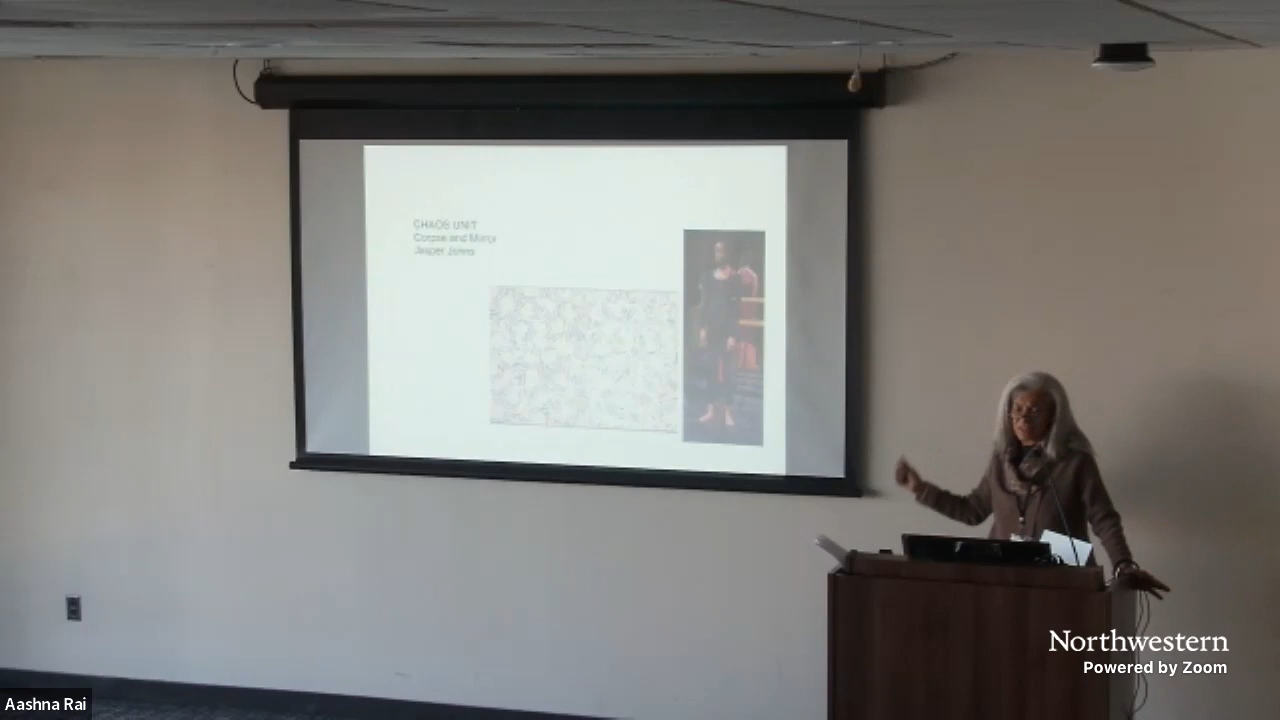 CHAOS UNIT
Corpse and Mirror
Jasper Johns
Northwestern
Powered by Zoom
Aashna Rai